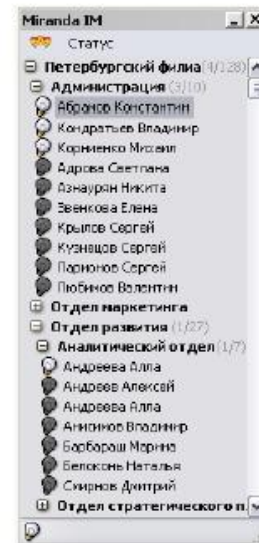 Miranda IM
Статус
Петербургский филиа(4/128)
Администрация (3/10)
Абранов Константин
Кондратьев Владимир
Корниенко Михаил
Адрова Светлана
Азнаурян Никита
Звенкова Елена
Крылов Сергей
Кузнецов Сергей
Ларионов Сергей
Любимов Валентин
Отдел маркетинга
Отдел развития (1/27)
Аналитический отдел (1/7)
Андреева Алла
Андреев Алексей
Андреева Алла
Анисимов Владимир
Барбараш Марина
Белоконь Наталья
Смирнов Дмитрий
Отдел стратегического п.